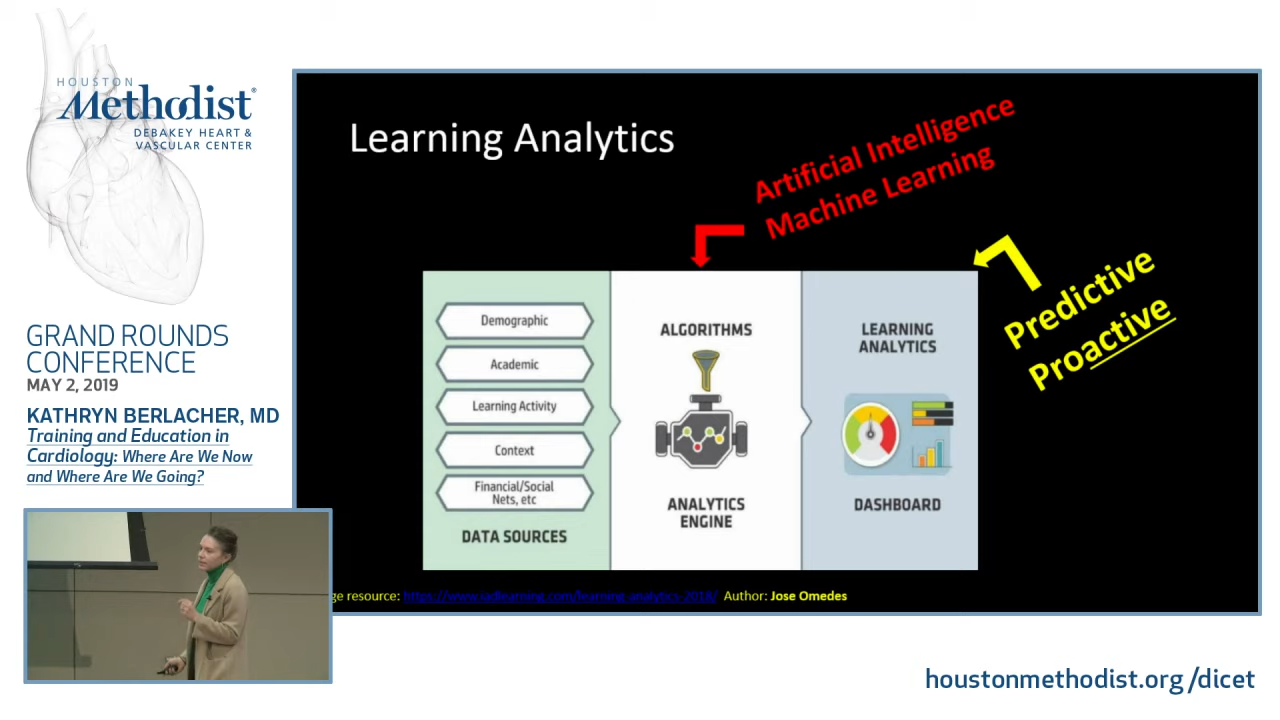 HOUSTON
Methodist®
DEBAKEY HEART &
VASCULAR CENTER
GRAND ROUNDS
CONFERENCE
MAY 2, 2019
KATHRYN BERLACHER, MD
Training and Education in
Cardiology: Where Are We Now
and Where Are We Going?
Learning Analytics
Artificial Intelligence
Machine Learning
Predictive
Proactive
Demographic
Academic
Learning Activity
Context
Financial/Social
Nets, etc
DATA SOURCES
ALGORITHMS
ANALYTICS
ENGINE
LEARNING
ANALYTICS
DASHBOARD
ge resource: https://www.iadlearning.com/learning-analytics-2018/ Author: Jose Omedes
houstonmethodist.org/dicet